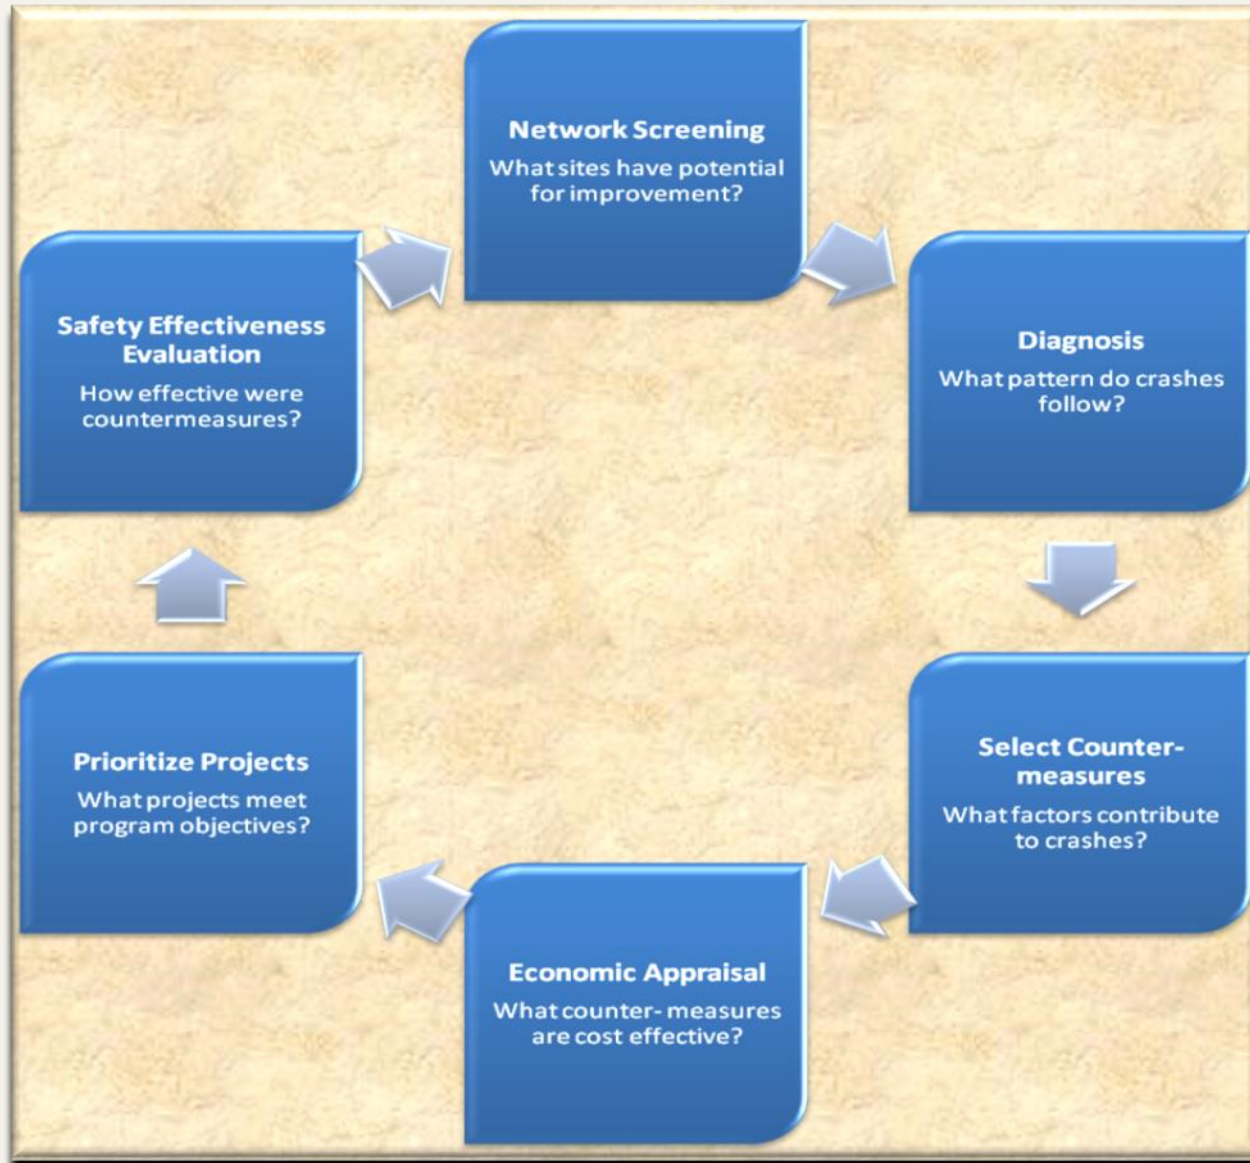 Network Screening
What sites have potential
for improvement?
Diagnosis
What pattern do crashes
follow?
Select Counter-
measures
What factors contribute
to crashes?
Economic Appraisal
What counter- measures
are cost effective?
Prioritize Projects
What projects meet
program objectives?
Safety Effectiveness
Evaluation
How effective were
countermeasures?